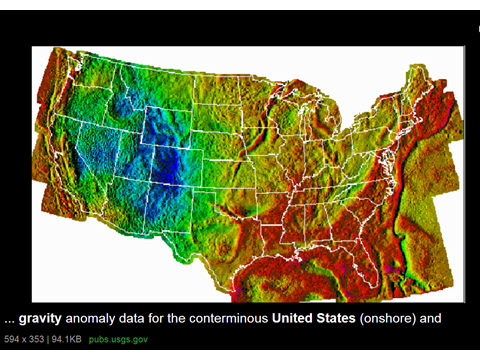 ... gravity anomaly data for the conterminous United States (onshore) and
594 x 353 | 94.1KB pubs.usgs.gov